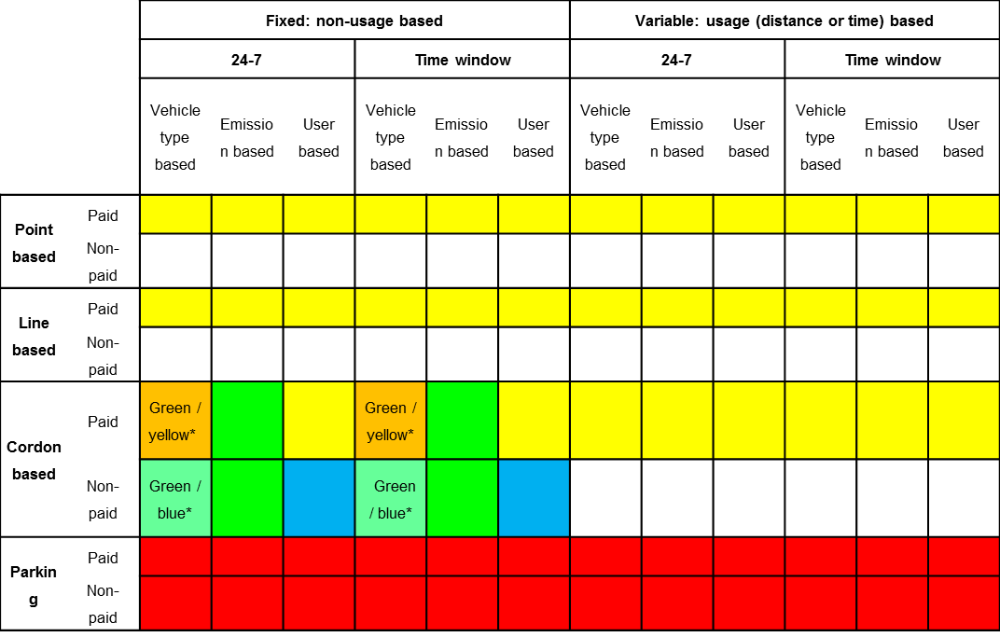 Fixed: non-usage based
Variable: usage (distance or time) based
24-7
Time window
24-7
Time window
Vehicle
type
based
Emissio
n based
User
based
Vehicle
type
based
Emissio
n based
User
based
Vehicle
type
based
Emissio
n based
User
based
Vehicle
type
based
Emissio
n based
User
based
Point
based
Paid
Non-
paid
Line
based
Paid
Non-
paid
Cordon
based
Paid
Green /
yellow*
Green /
yellow*
Non-
paid
Green /
blue*
Green
/ blue*
Parkin
g
Paid
Non-
paid